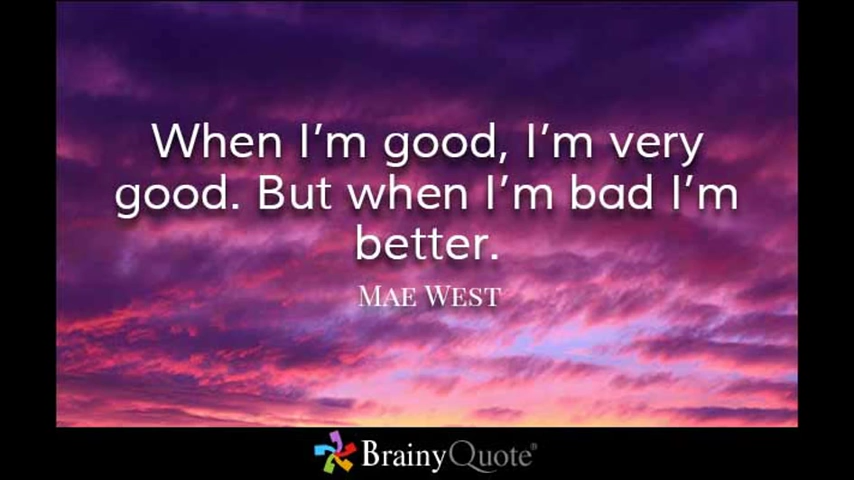 When I’m good, I’m very
good. But when I’m bad I’m
better.
MAE WEST
BrainyQuote®